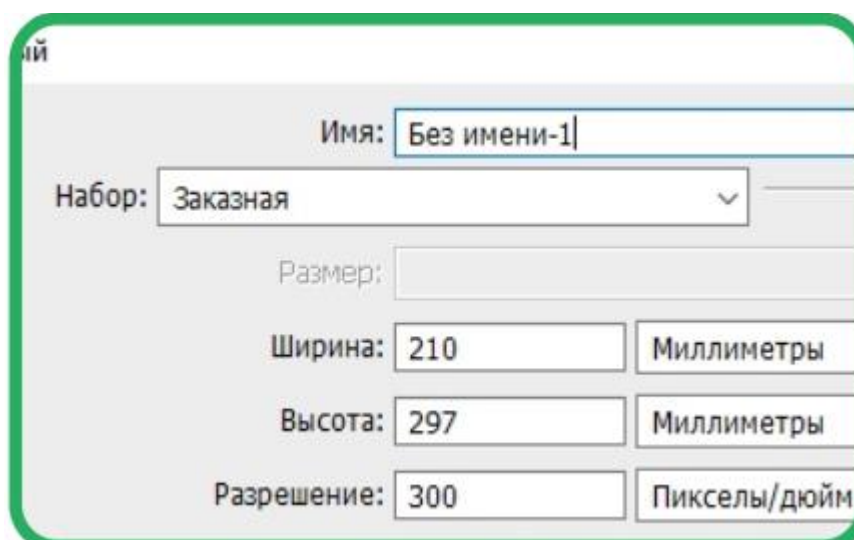 ый
Имя: Без имени-1
Набор: Заказная
Размер:
Ширина: 210 Миллиметры
Высота: 297 Миллиметры
Разрешение: 300 Пикселы/дюйм